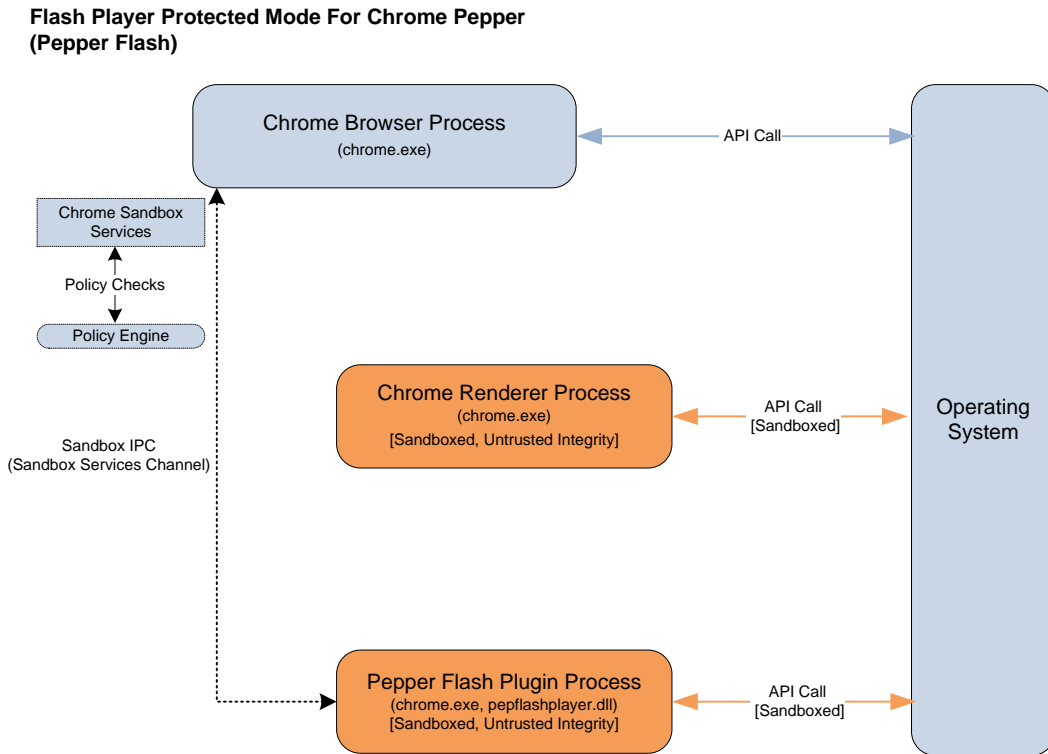 Flash Player Protected Mode For Chrome Pepper
(Pepper Flash)
Chrome Browser Process
(chrome.exe)
API Call
Chrome Sandbox
Services
Policy Checks
Policy Engine
Chrome Renderer Process
(chrome.exe)
[Sandboxed, Untrusted Integrity]
API Call
[Sandboxed]
Operating
System
Sandbox IPC
(Sandbox Services Channel)
Pepper Flash Plugin Process
(chrome.exe, pepflashplayer.dll)
[Sandboxed, Untrusted Integrity]
API Call
[Sandboxed]